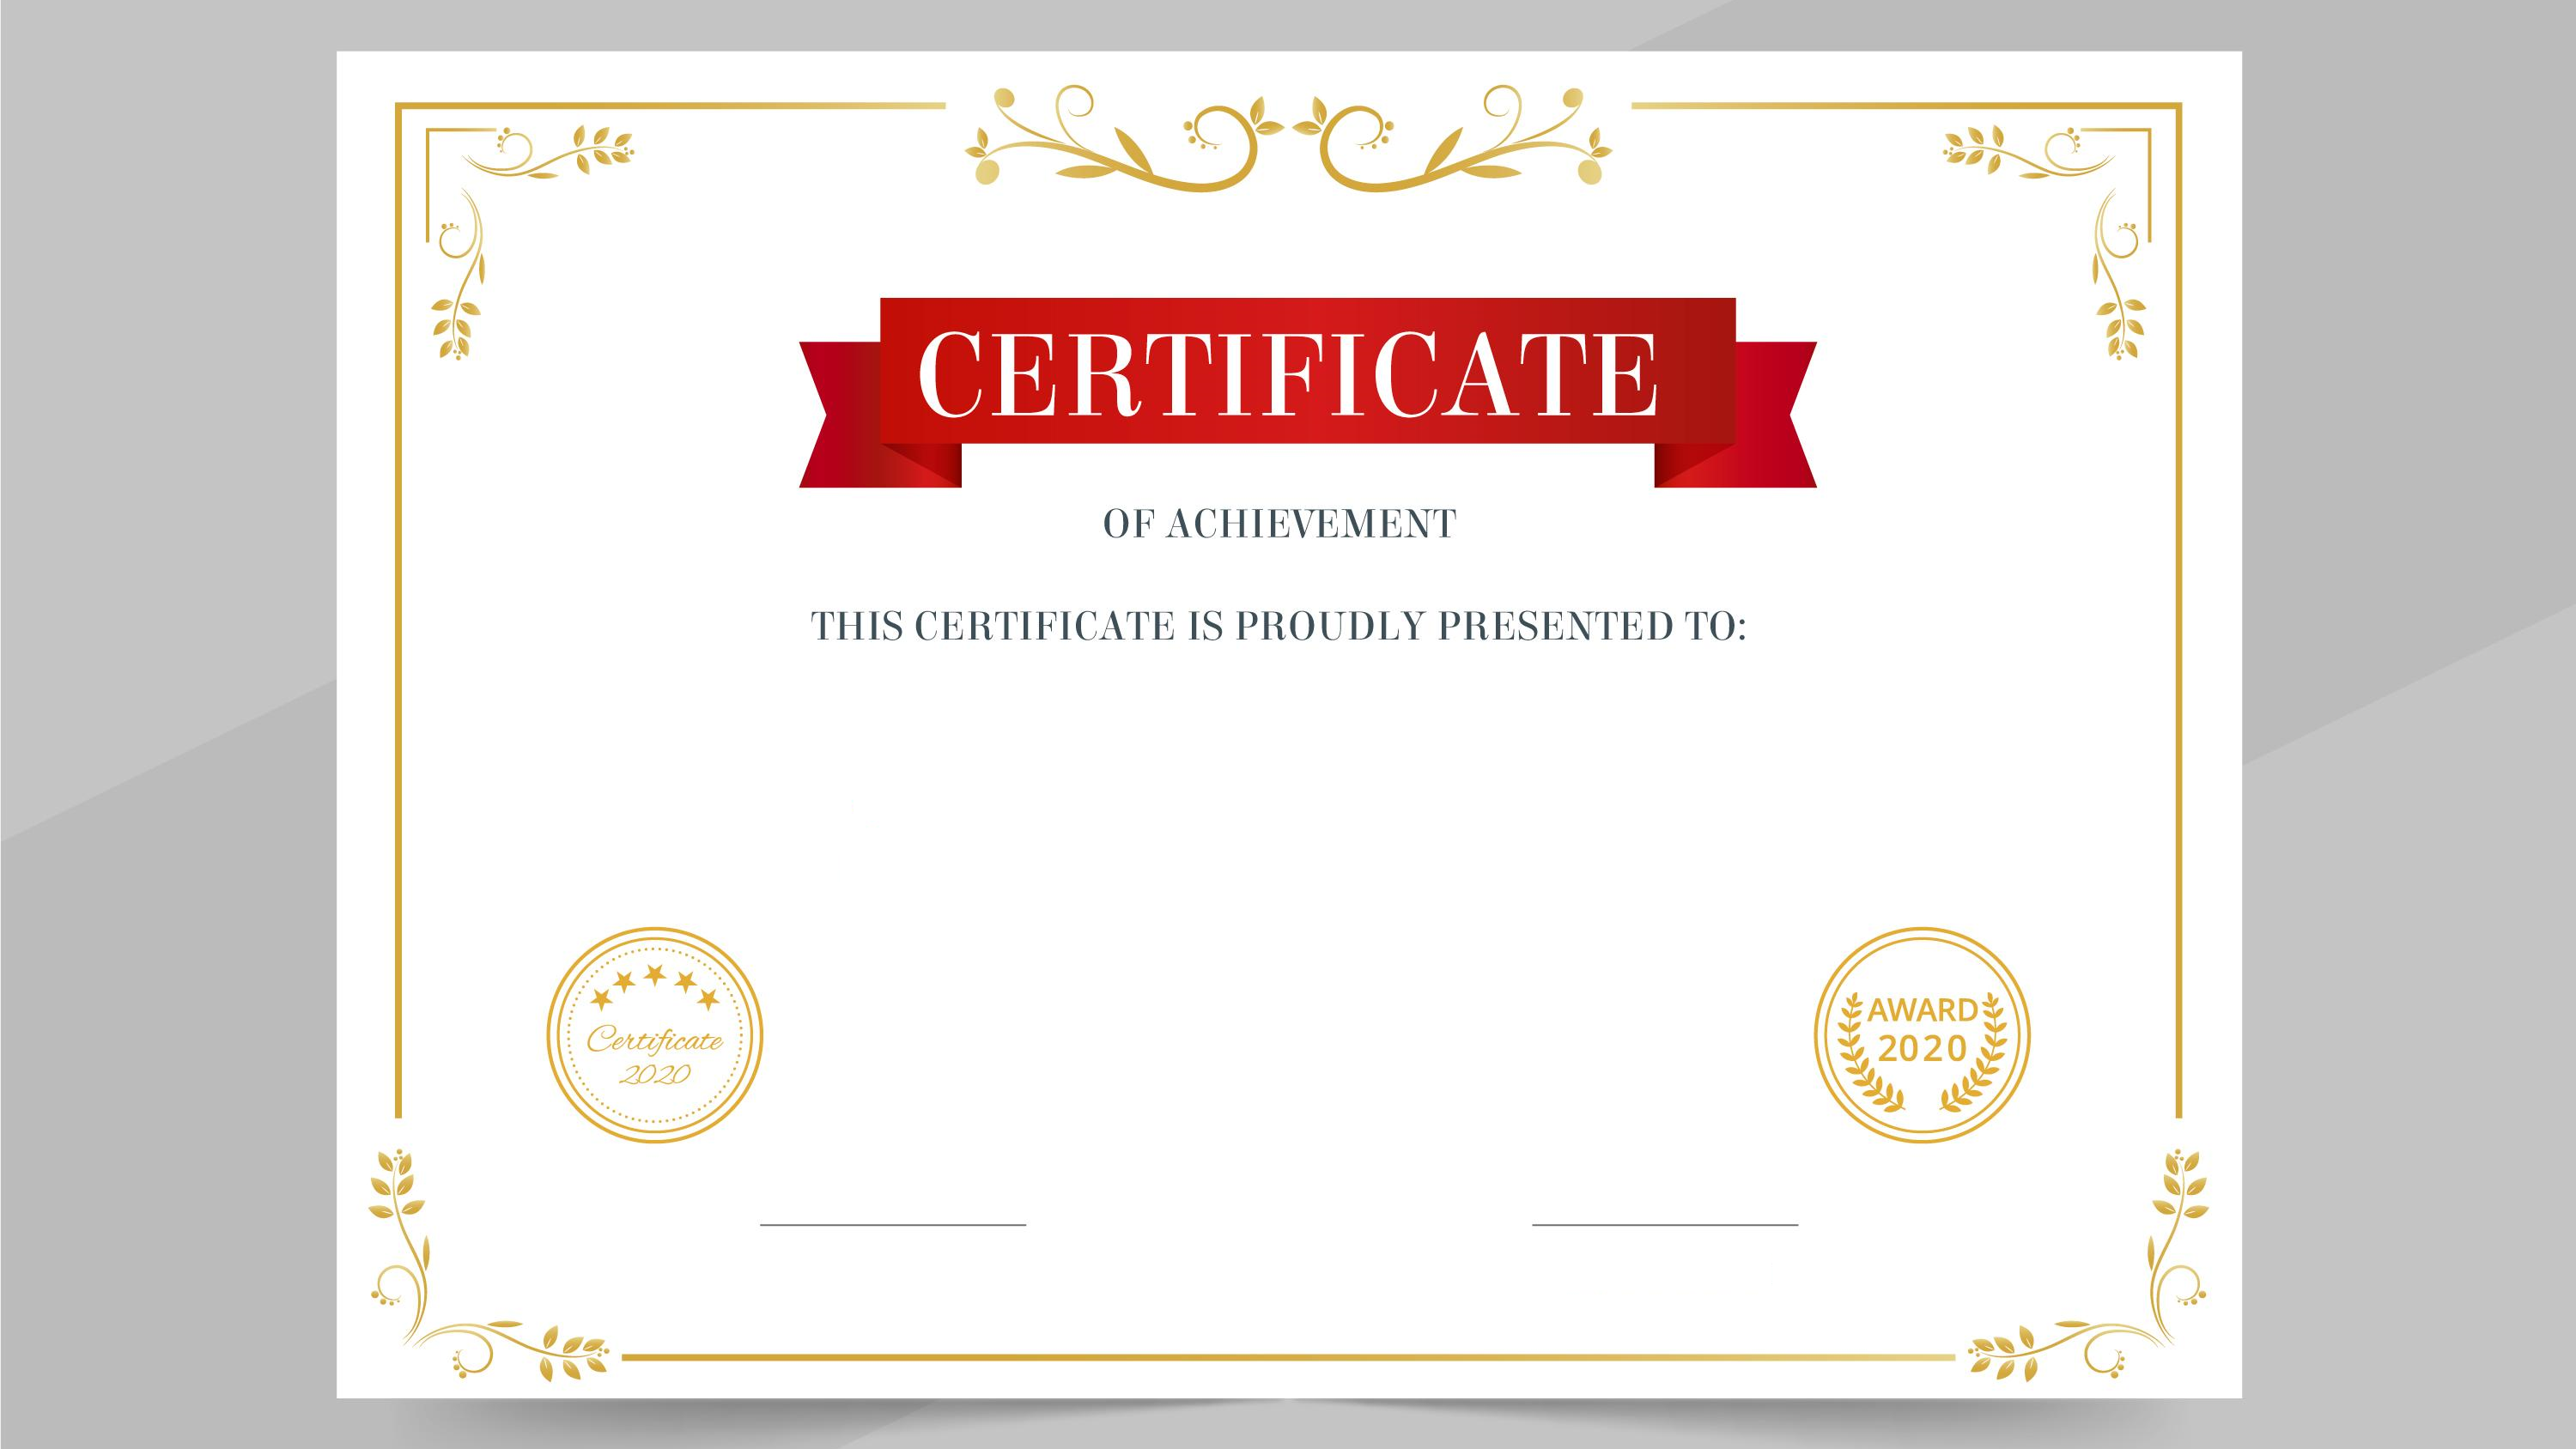 CERTIFICATE
OF ACHIEVEMENT
THIS CERTIFICATE IS PROUDLY PRESENTED TO:
Certificate
2020
AWARD
2020